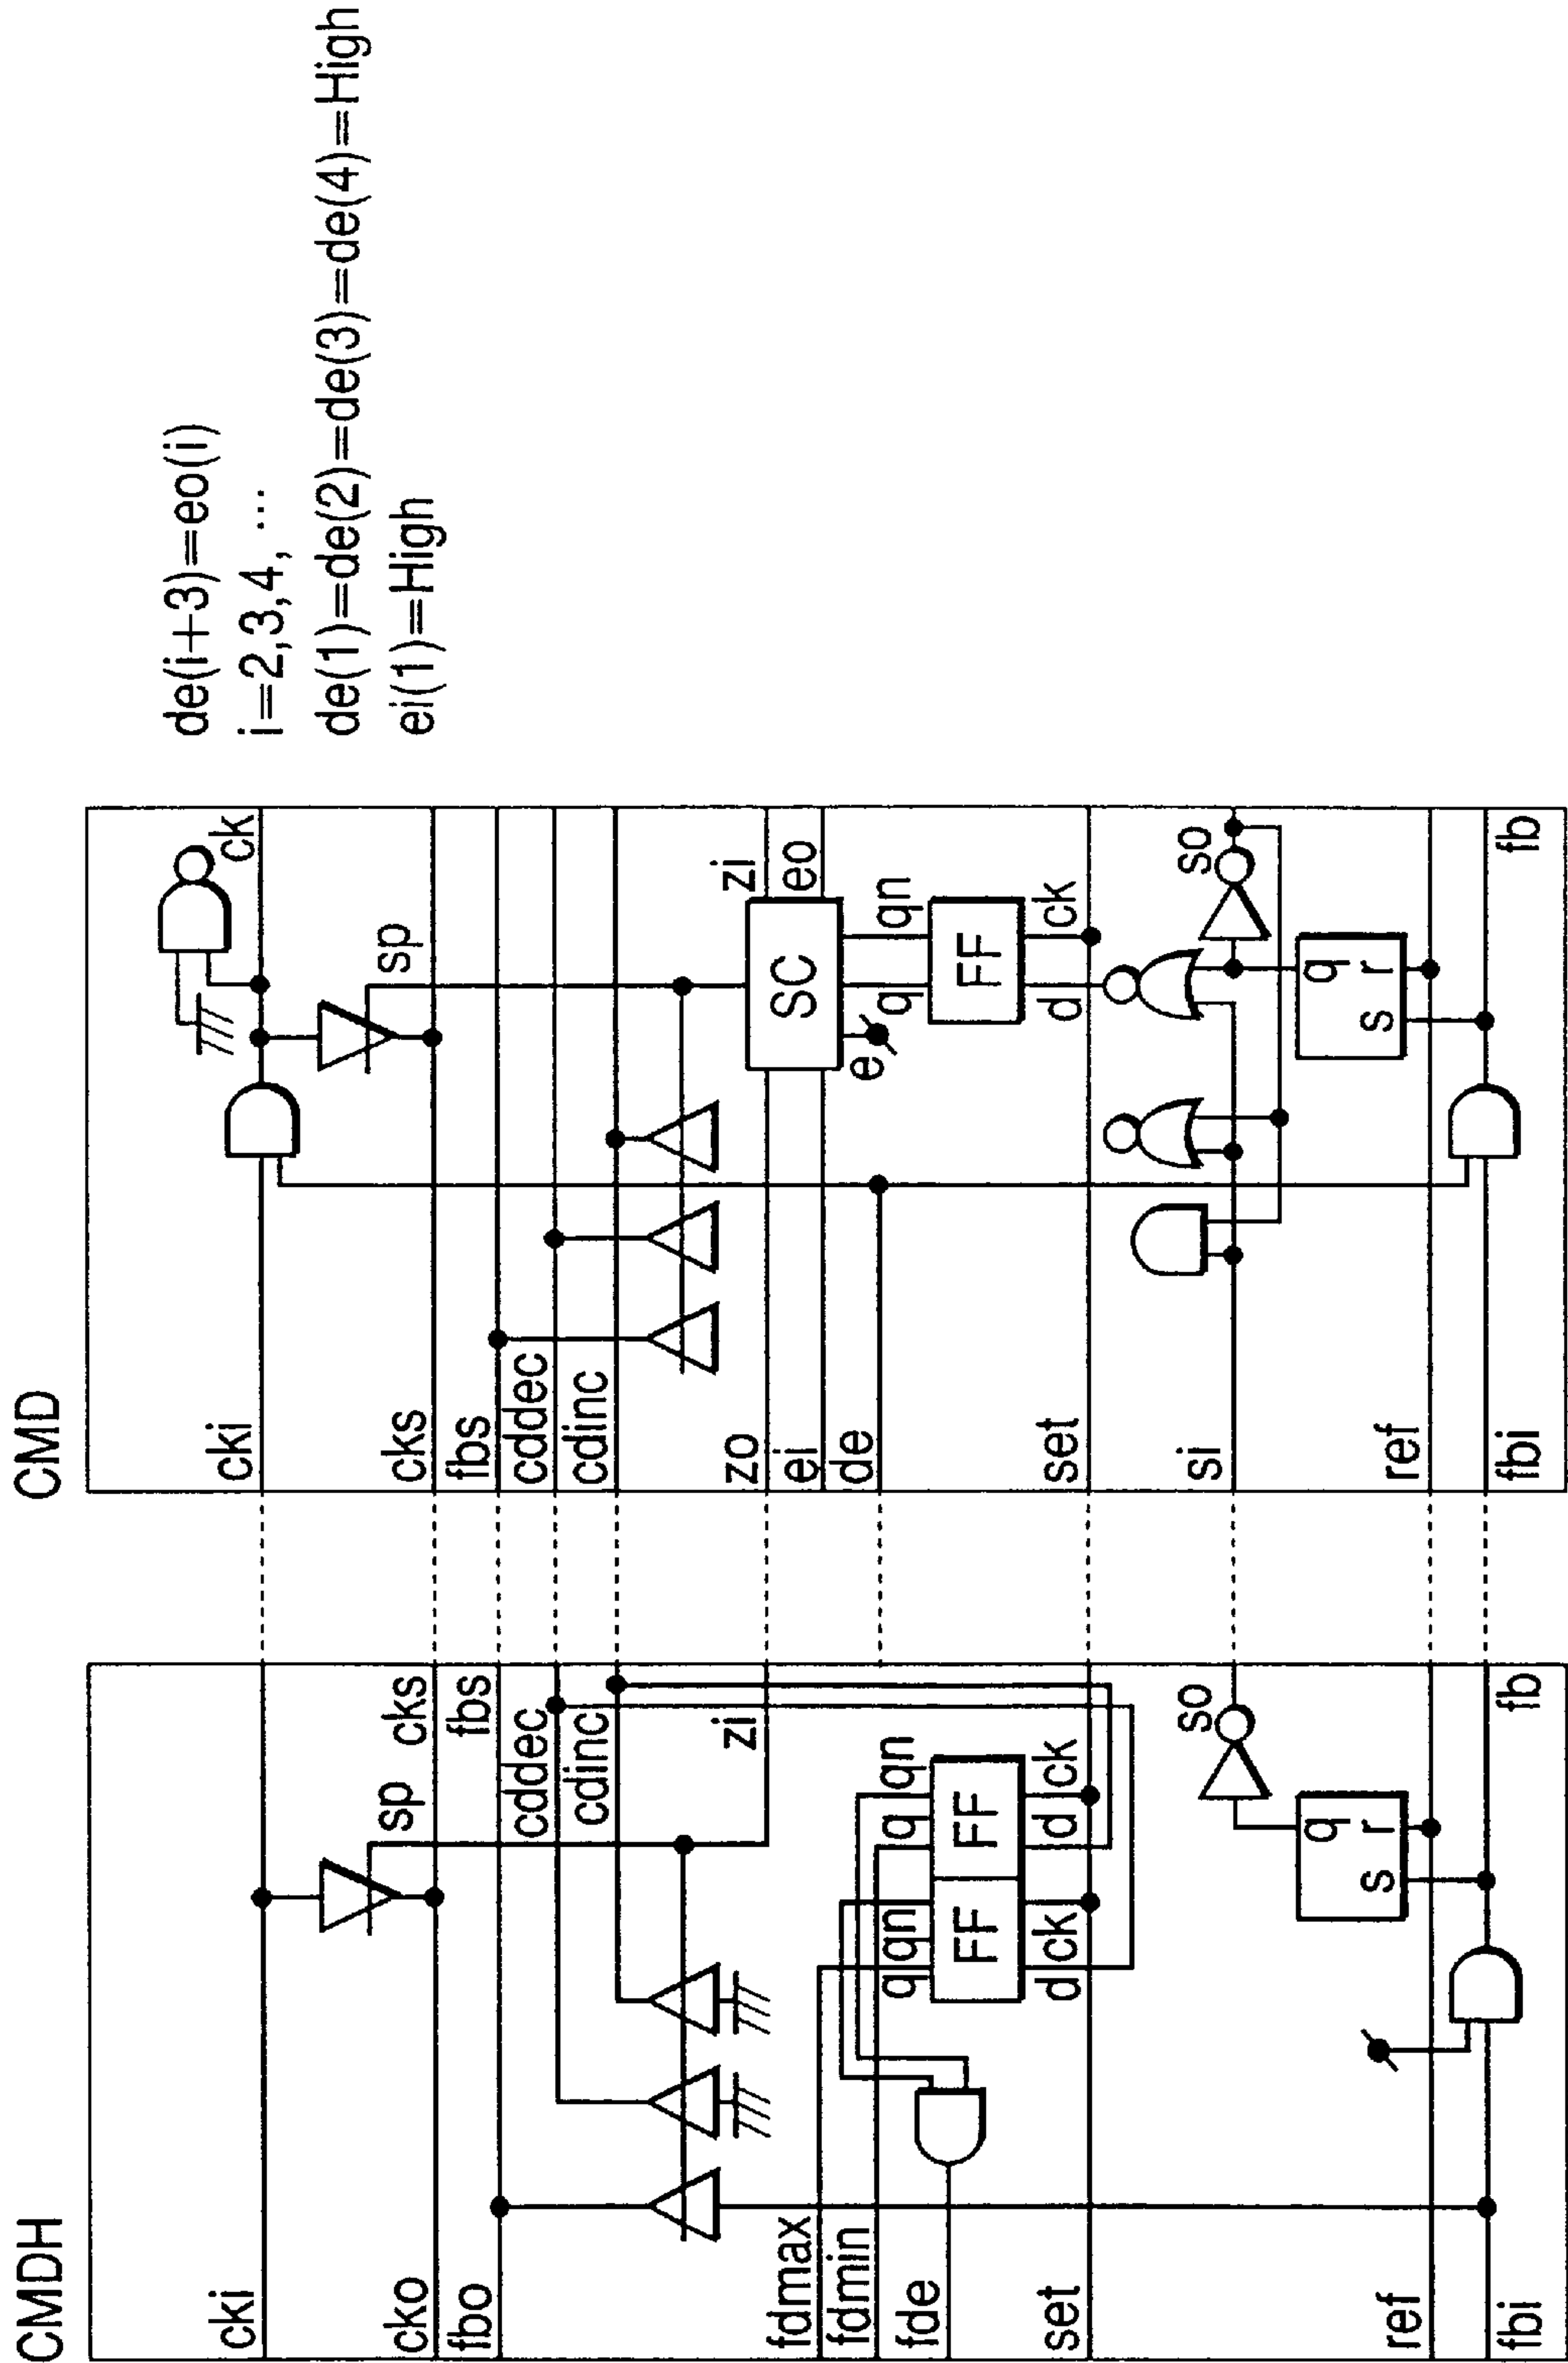 CMDH
cki
cko
fbo
fdmax
fdmin
fde
set
ref
fbi
sp
cks
fbs
cddec
cdinc
zi
q
qn
q
qn
FF
FF
d
ck
d
ck
so
q
s
r
fb
CMD
cki
cks
fbs
cddec
cdinc
zo
ei
de
set
si
ref
fbi
ck
sp
zi
eo
SC
e
q
qn
FF
d
ck
so
q
s
r
fb
de(i+3)=eo(i)
i=2,3,4, ...
de(1)=de(2)=de(3)=de(4)=High
ei(1)=High